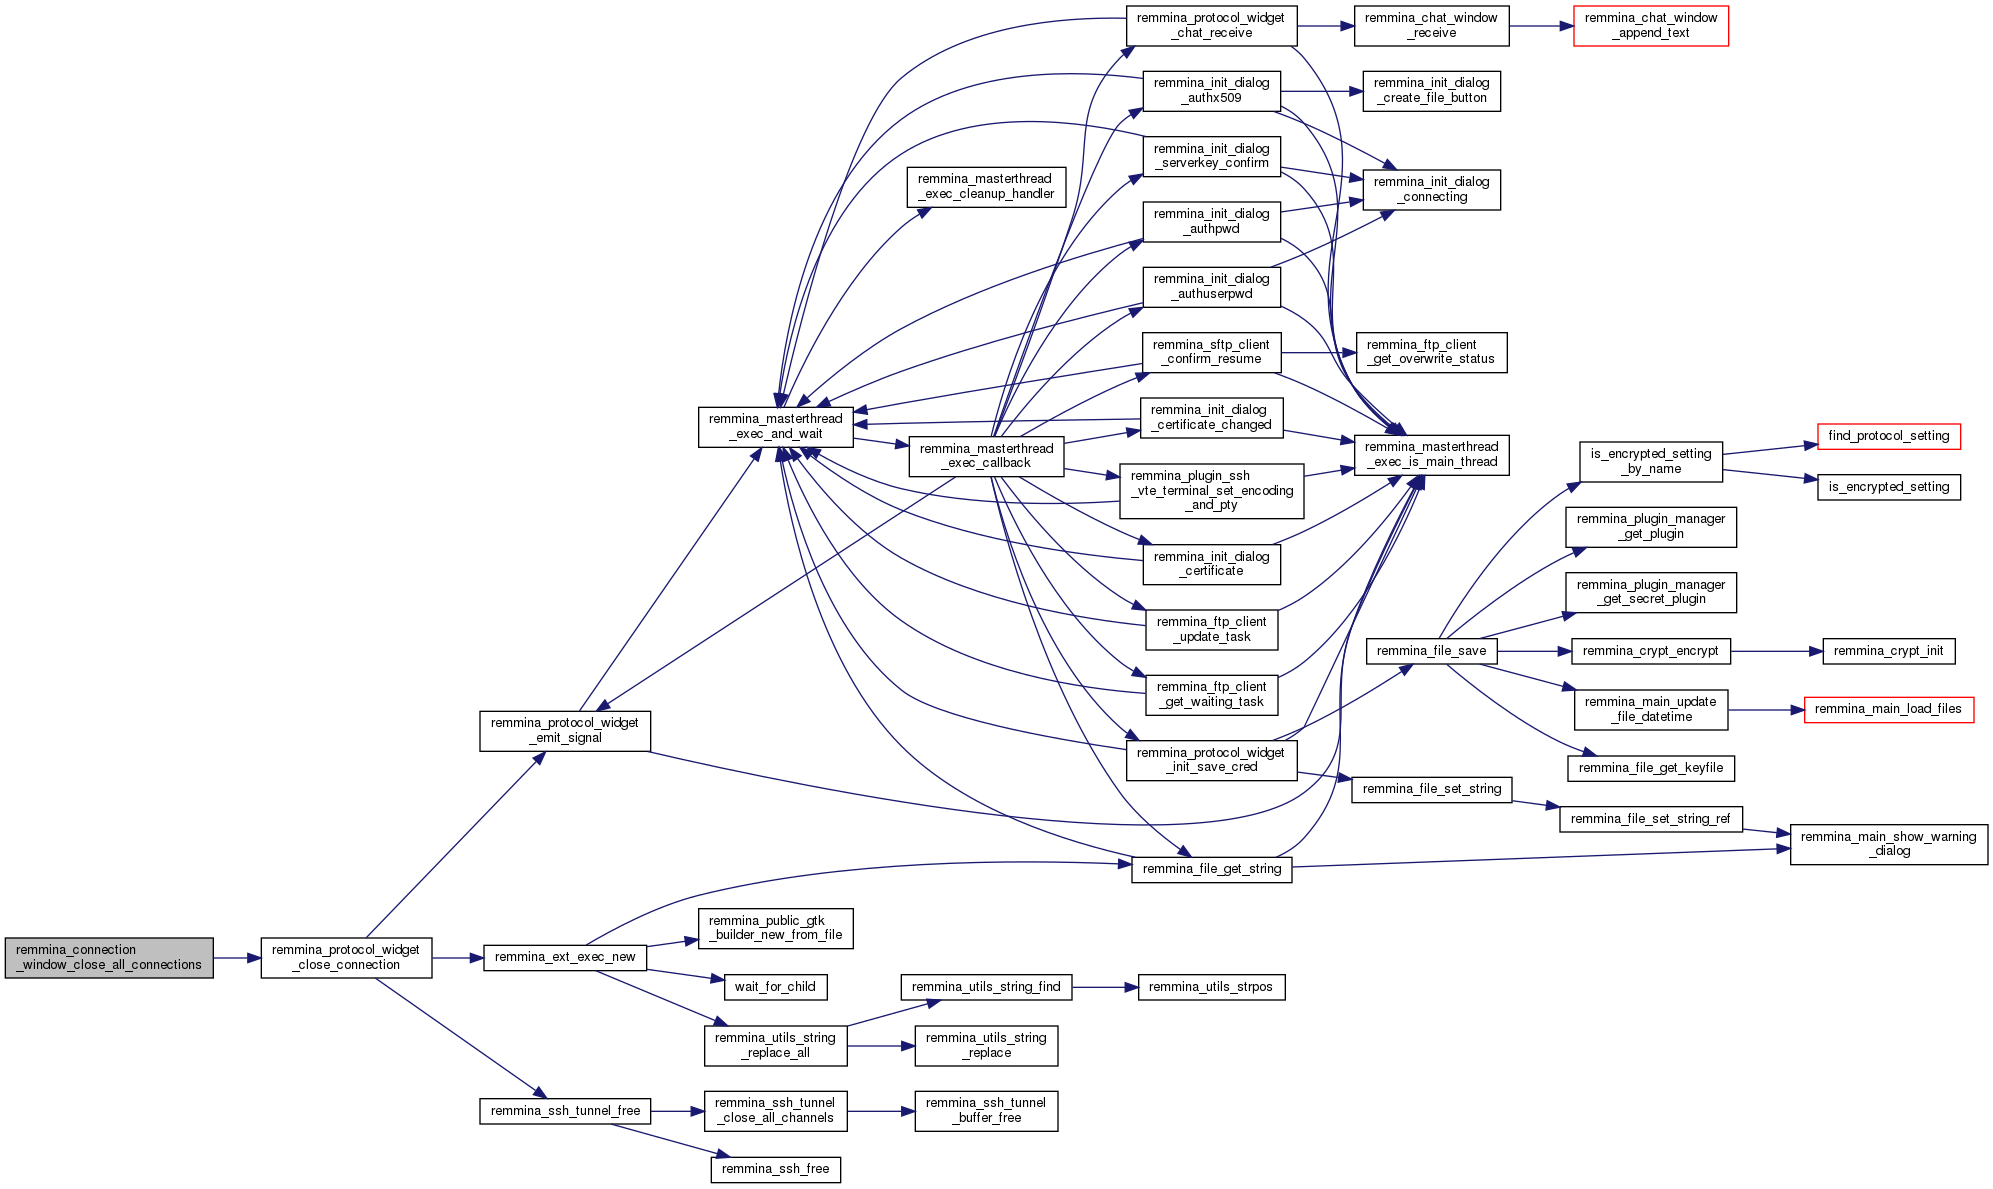 remmina_connection
_window_close_all_connections
remmina_protocol_widget
_close_connection
remmina_protocol_widget
_emit_signal
remmina_ext_exec_new
remmina_ssh_tunnel_free
remmina_masterthread
_exec_and_wait
remmina_public_gtk
_builder_new_from_file
wait_for_child
remmina_utils_string
_replace_all
remmina_ssh_tunnel
_close_all_channels
remmina_ssh_free
remmina_masterthread
_exec_cleanup_handler
remmina_masterthread
_exec_callback
remmina_utils_string_find
remmina_utils_string
_replace
remmina_ssh_tunnel
_buffer_free
remmina_protocol_widget
_chat_receive
remmina_init_dialog
_authx509
remmina_init_dialog
_serverkey_confirm
remmina_init_dialog
_authpwd
remmina_init_dialog
_authuserpwd
remmina_sftp_client
_confirm_resume
remmina_init_dialog
_certificate_changed
remmina_plugin_ssh
_vte_terminal_set_encoding
_and_pty
remmina_init_dialog
_certificate
remmina_ftp_client
_update_task
remmina_ftp_client
_get_waiting_task
remmina_protocol_widget
_init_save_cred
remmina_file_get_string
remmina_utils_strpos
remmina_chat_window
_receive
remmina_init_dialog
_create_file_button
remmina_init_dialog
_connecting
remmina_ftp_client
_get_overwrite_status
remmina_masterthread
_exec_is_main_thread
remmina_file_save
remmina_file_set_string
remmina_chat_window
_append_text
is_encrypted_setting
_by_name
remmina_plugin_manager
_get_plugin
remmina_plugin_manager
_get_secret_plugin
remmina_crypt_encrypt
remmina_main_update
_file_datetime
remmina_file_get_keyfile
remmina_file_set_string_ref
find_protocol_setting
is_encrypted_setting
remmina_crypt_init
remmina_main_load_files
remmina_main_show_warning
_dialog